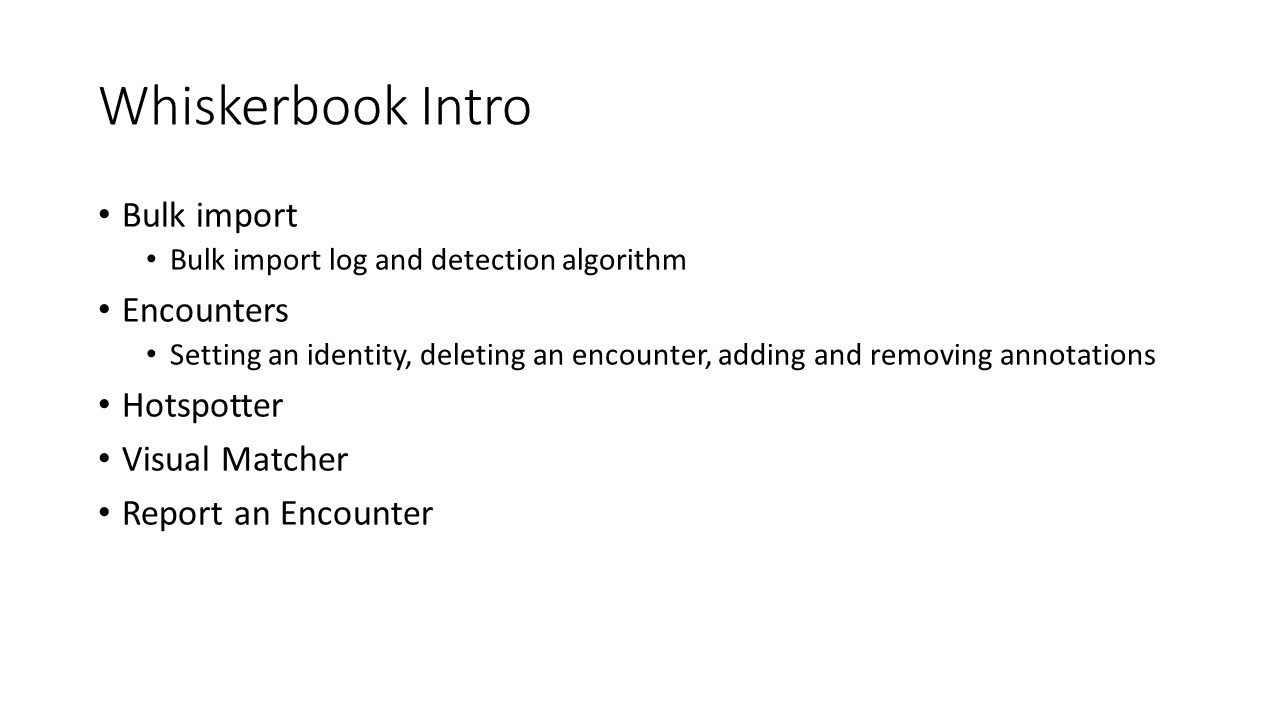 Whiskerbook Intro
• Bulk import
• Bulk import log and detection algorithm
• Encounters
• Setting an identity, deleting an encounter, adding and removing annotations
• Hotspotter
• Visual Matcher
• Report an Encounter